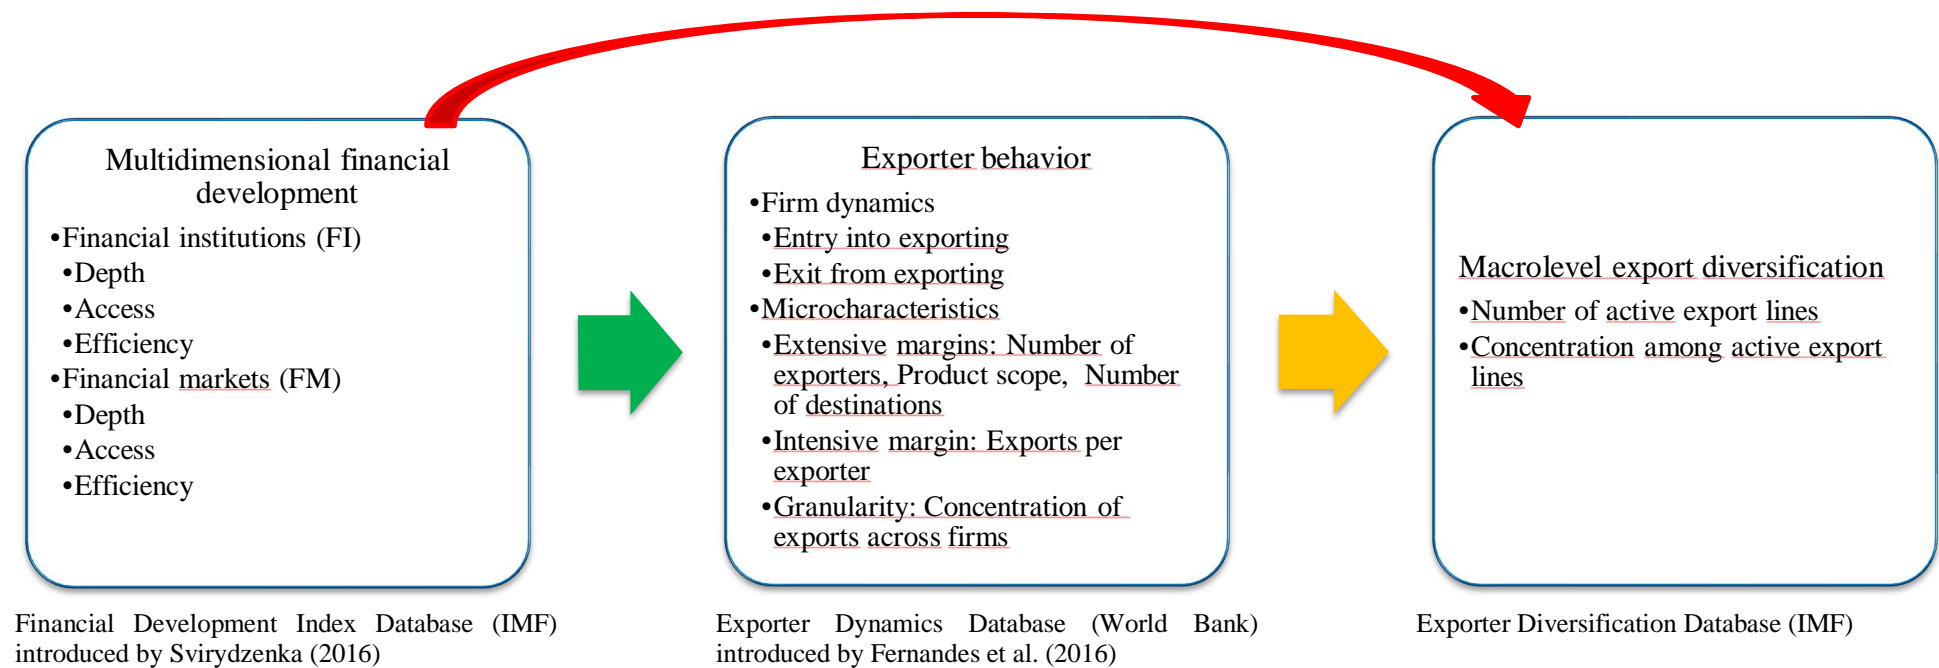 Multidimensional financial
development
•Financial institutions (FI)
•Depth
•Access
•Efficiency
•Financial markets (FM)
•Depth
•Access
•Efficiency
Financial Development Index Database (IMF)
introduced by Svirydzenka (2016)
Exporter behavior
•Firm dynamics
•Entry into exporting
•Exit from exporting
•Microcharacteristics
•Extensive margins: Number of
exporters, Product scope, Number
of destinations
•Intensive margin: Exports per
exporter
•Granularity: Concentration of
exports across firms
Exporter Dynamics Database (World Bank)
introduced by Fernandes et al. (2016)
Macrolevel export diversification
•Number of active export lines
•Concentration among active export
lines
Exporter Diversification Database (IMF)